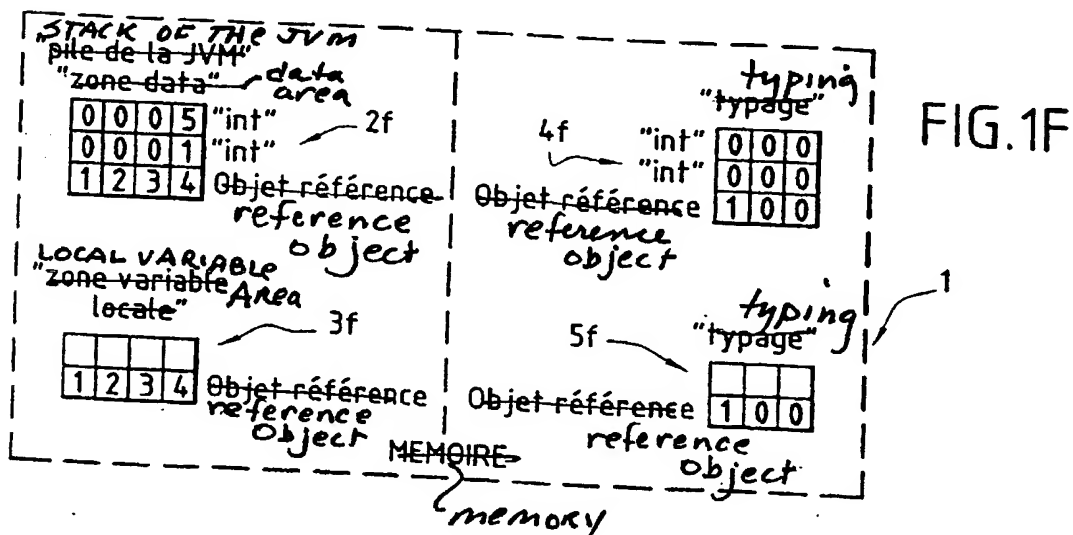 STACK OF THE JVM
"pile de la JVM"
"zone data" data
area
0 0 0 5 "int"
0 0 0 1 "int"
2f
1 2 3 4 Objet référence
reference
object
LOCAL VARIABLE
"zone variable AREA
locale"
3f
1 2 3 4 Objet référence
reference
Object
typing
"typage"
4f
"int" 0 0 0
"int" 0 0 0
Objet référence 1 0 0
reference
object
typing
"typage"
5f
Objet référence 1 0 0
reference
object
MEMOIRE
memory
1
FIG.1F